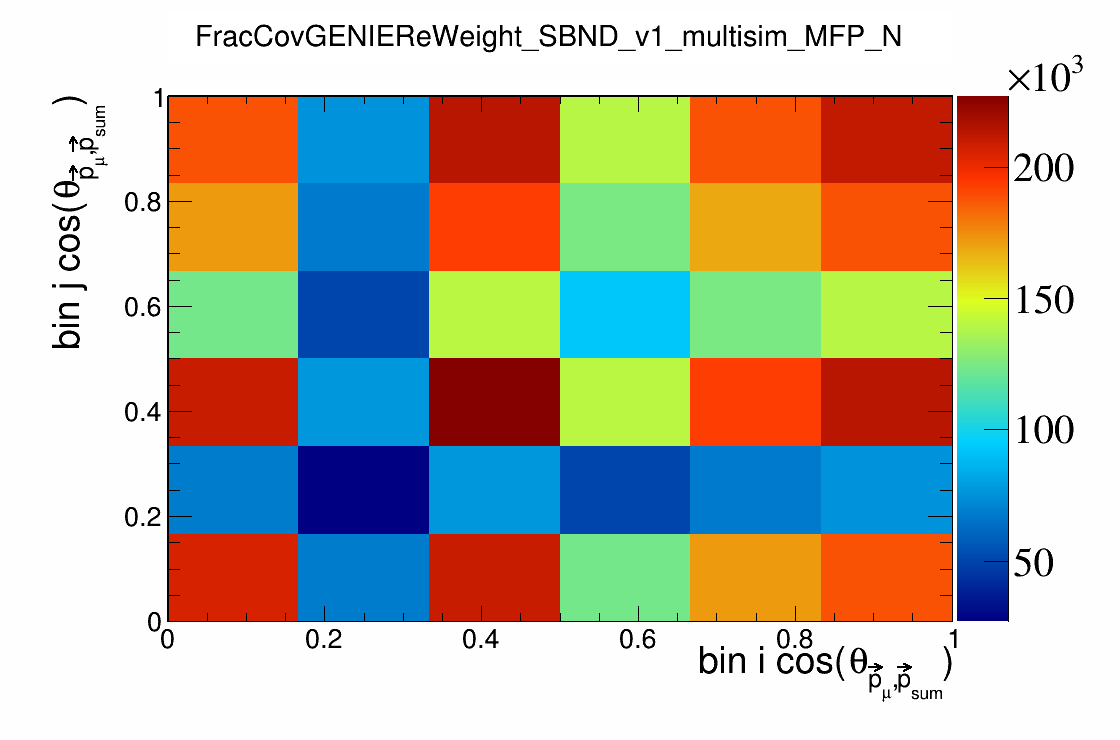 FracCovGENIEReWeight_SBND_v1_multisim_MFP_N
×10³
bin j cos(θ p⃗μ,p⃗sum)
1
0.8
0.6
0.4
0.2
0
200
150
100
50
0 0.2 0.4 0.6 0.8 1
bin i cos(θ p⃗μ,p⃗sum)